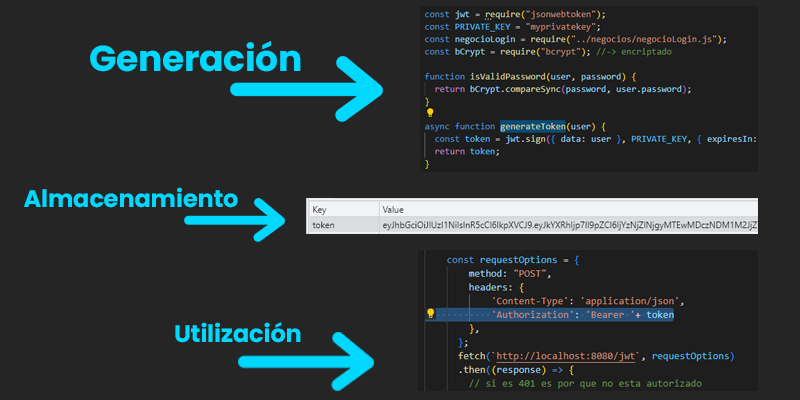 Generación
const jwt = require("jsonwebtoken");
const PRIVATE_KEY = "myprivatekey";
const negocioLogin = require("../negocios/negocioLogin.js");
const bCrypt = require("bcrypt"); //-> encriptado
function isValidPassword(user, password) {
return bCrypt.compareSync(password, user.password);
}
async function generateToken(user) {
const token = jwt.sign({ data: user }, PRIVATE_KEY, { expiresIn:
return token;
}
Almacenamiento
Key Value
token
Utilización
const requestOptions = {
method: "POST",
headers: {
'Content-Type': 'application/json',
'Authorization': 'Bearer '+ token
},
};
fetch(`http://localhost:8080/jwt`, requestOptions)
.then((response) => {
// si es 401 es por que no esta autorizado